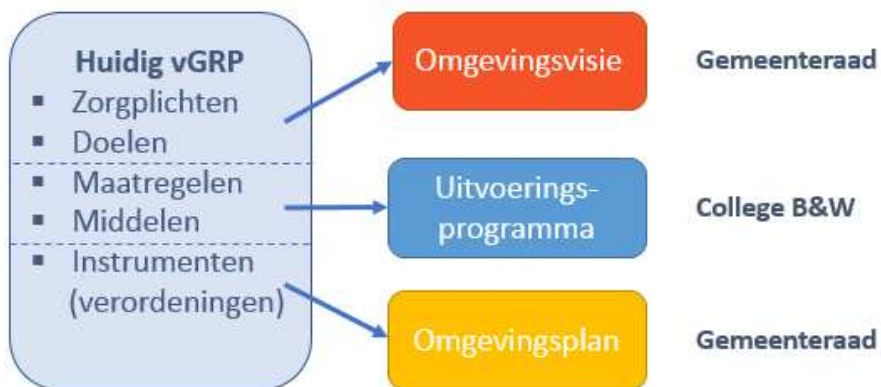 Huidig vGRP
▪ Zorgplichten
▪ Doelen
▪ Maatregelen
▪ Middelen
▪ Instrumenten
(verordeningen)
Omgevingsvisie
Gemeenteraad
Uitvoerings-
programma
College B&W
Omgevingsplan
Gemeenteraad